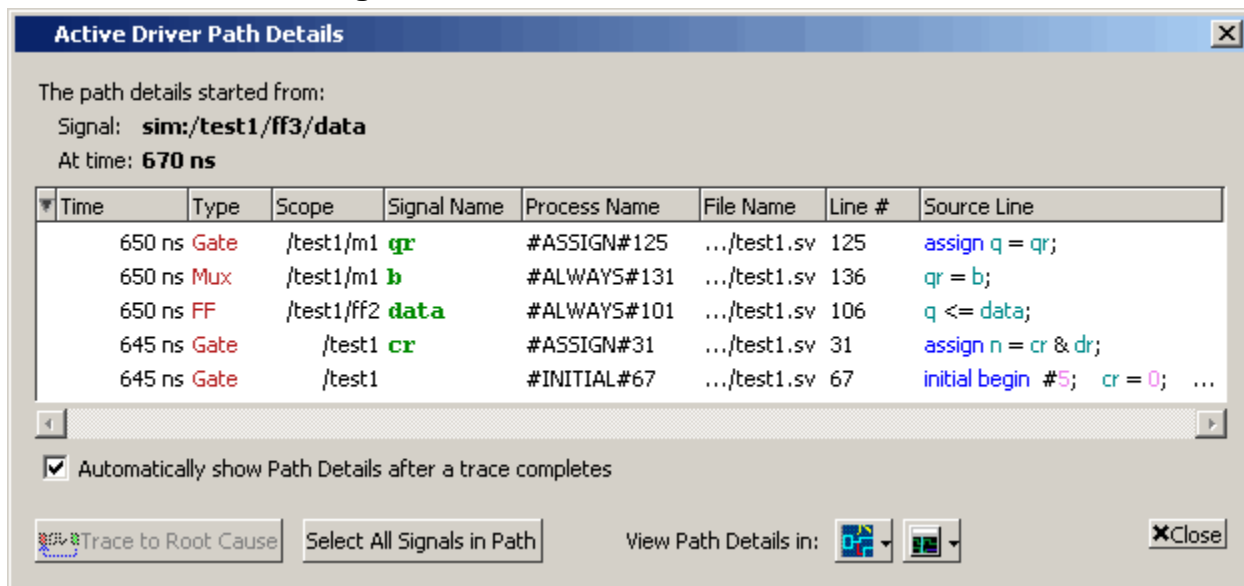 Active Driver Path Details
The path details started from:
Signal: sim:/test1/ff3/data
At time: 670 ns
Time Type Scope Signal Name Process Name File Name Line # Source Line
650 ns Gate /test1/m1 qr #ASSIGN#125 .../test1.sv 125 assign q = qr;
650 ns Mux /test1/m1 b #ALWAYS#131 .../test1.sv 136 qr = b;
650 ns FF /test1/ff2 data #ALWAYS#101 .../test1.sv 106 q <= data;
645 ns Gate /test1 cr #ASSIGN#31 .../test1.sv 31 assign n = cr & dr;
645 ns Gate /test1 #INITIAL#67 .../test1.sv 67 initial begin #5; cr = 0; ...
Automatically show Path Details after a trace completes
Trace to Root Cause Select All Signals in Path View Path Details in: Close